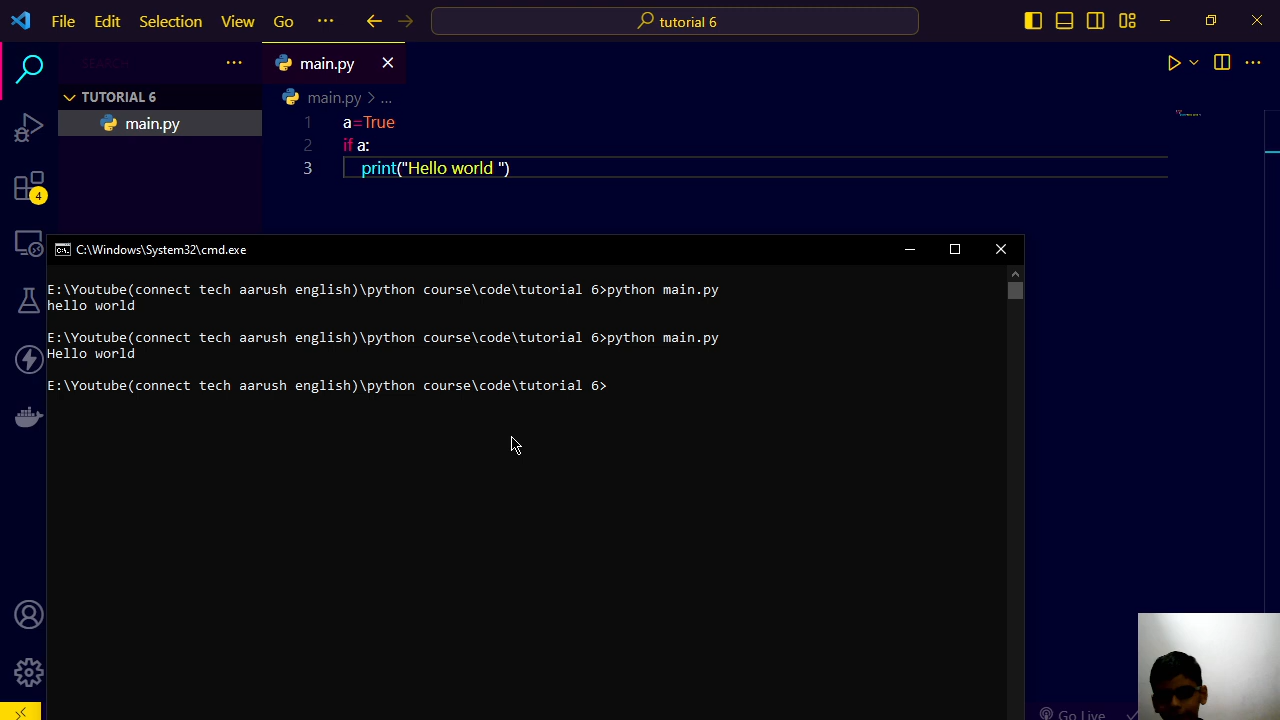 File Edit Selection View Go ··· tutorial 6
SEARCH ··· main.py
TUTORIAL 6 main.py > ...
main.py
1 a=True
2 if a:
3 print("Hello world ")
4
C:\Windows\System32\cmd.exe
E:\Youtube(connect tech aarush english)\python course\code\tutorial 6>python main.py
hello world
E:\Youtube(connect tech aarush english)\python course\code\tutorial 6>python main.py
Hello world
E:\Youtube(connect tech aarush english)\python course\code\tutorial 6>
Go Live